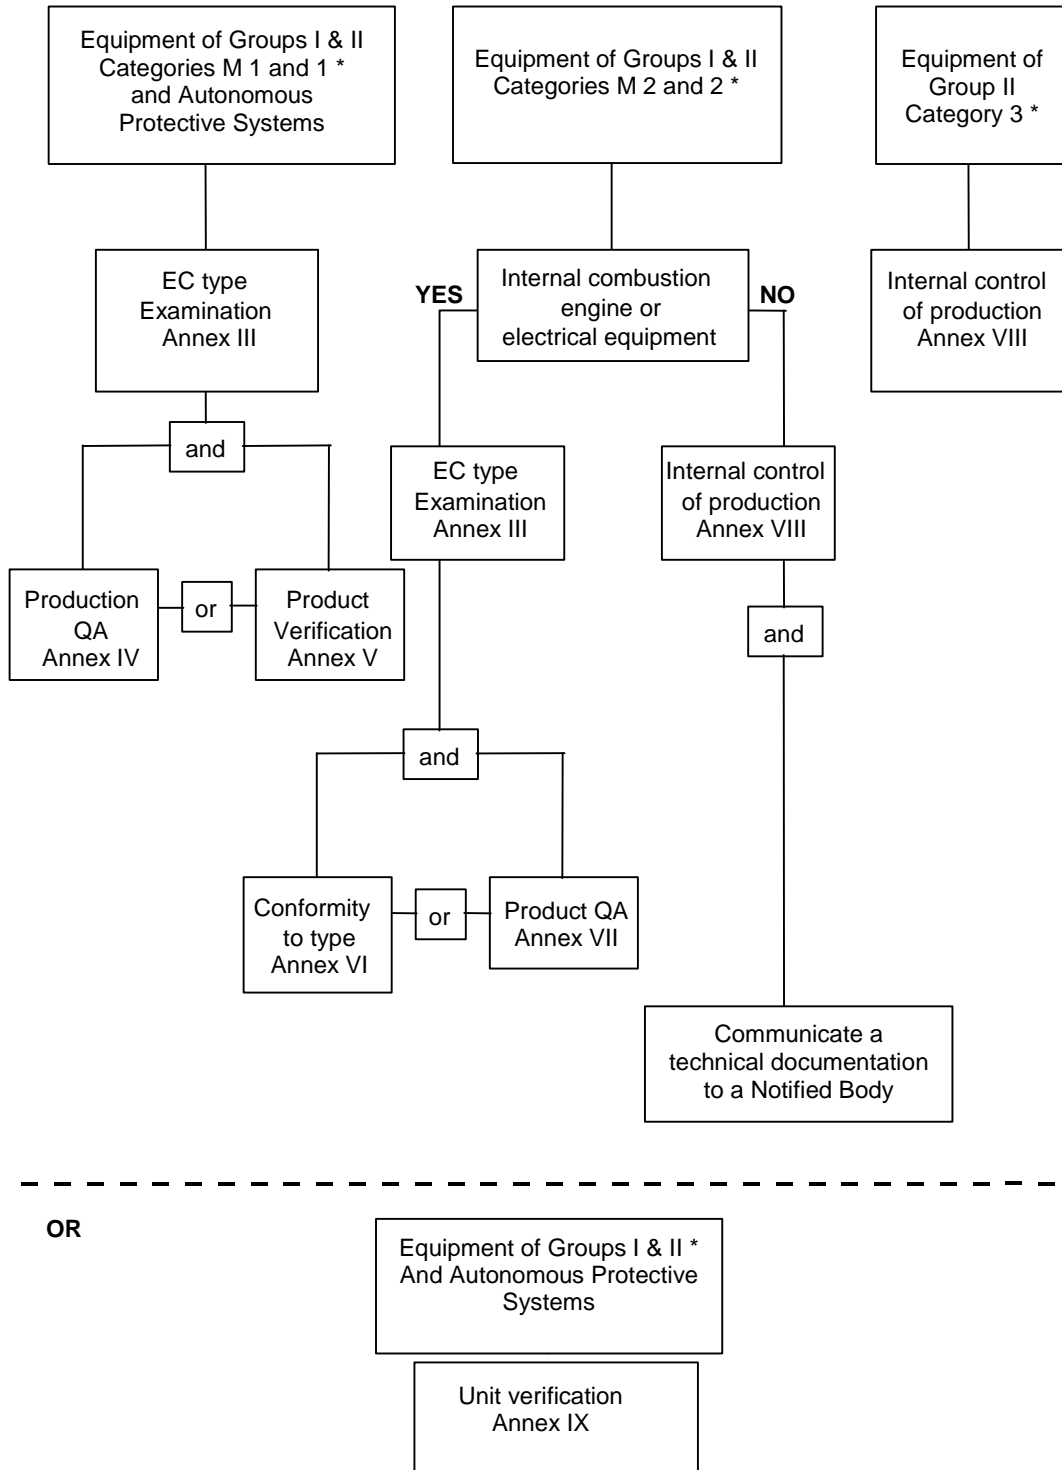 Equipment of Groups I & II
Categories M 1 and 1 *
and Autonomous
Protective Systems
Equipment of Groups I & II
Categories M 2 and 2 *
Equipment of
Group II
Category 3 *
EC type
Examination
Annex III
YES
Internal combustion
engine or
electrical equipment
NO
Internal control
of production
Annex VIII
and
EC type
Examination
Annex III
Internal control
of production
Annex VIII
Production
QA
Annex IV
or
Product
Verification
Annex V
and
and
Conformity
to type
Annex VI
or
Product QA
Annex VII
Communicate a
technical documentation
to a Notified Body
OR
Equipment of Groups I & II *
And Autonomous Protective
Systems
Unit verification
Annex IX